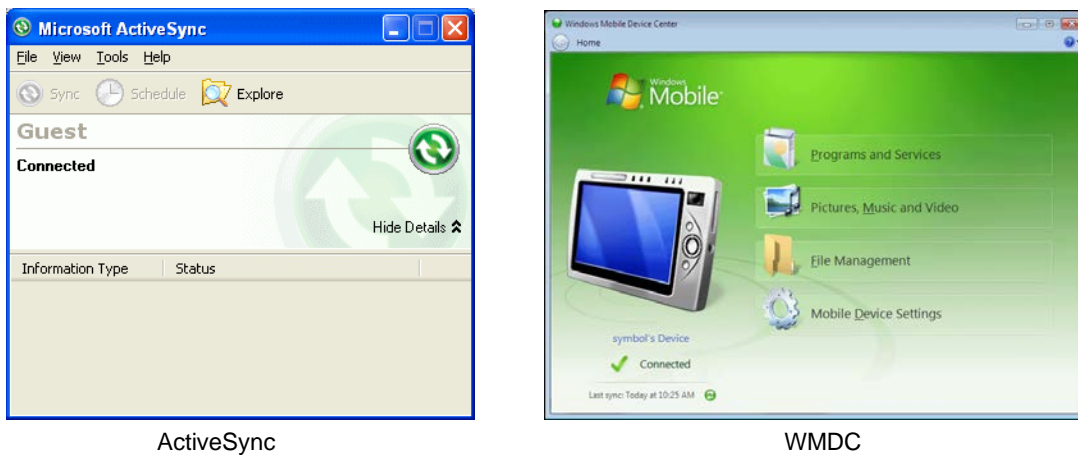 Microsoft ActiveSync
File View Tools Help
Sync Schedule Explore
Guest
Connected
Hide Details
Information Type Status
ActiveSync
Windows Mobile Device Center
Home
Windows
Mobile
Programs and Services
Pictures, Music and Video
File Management
Mobile Device Settings
symbol's Device
Connected
Last sync: Today at 10:25 AM
WMDC